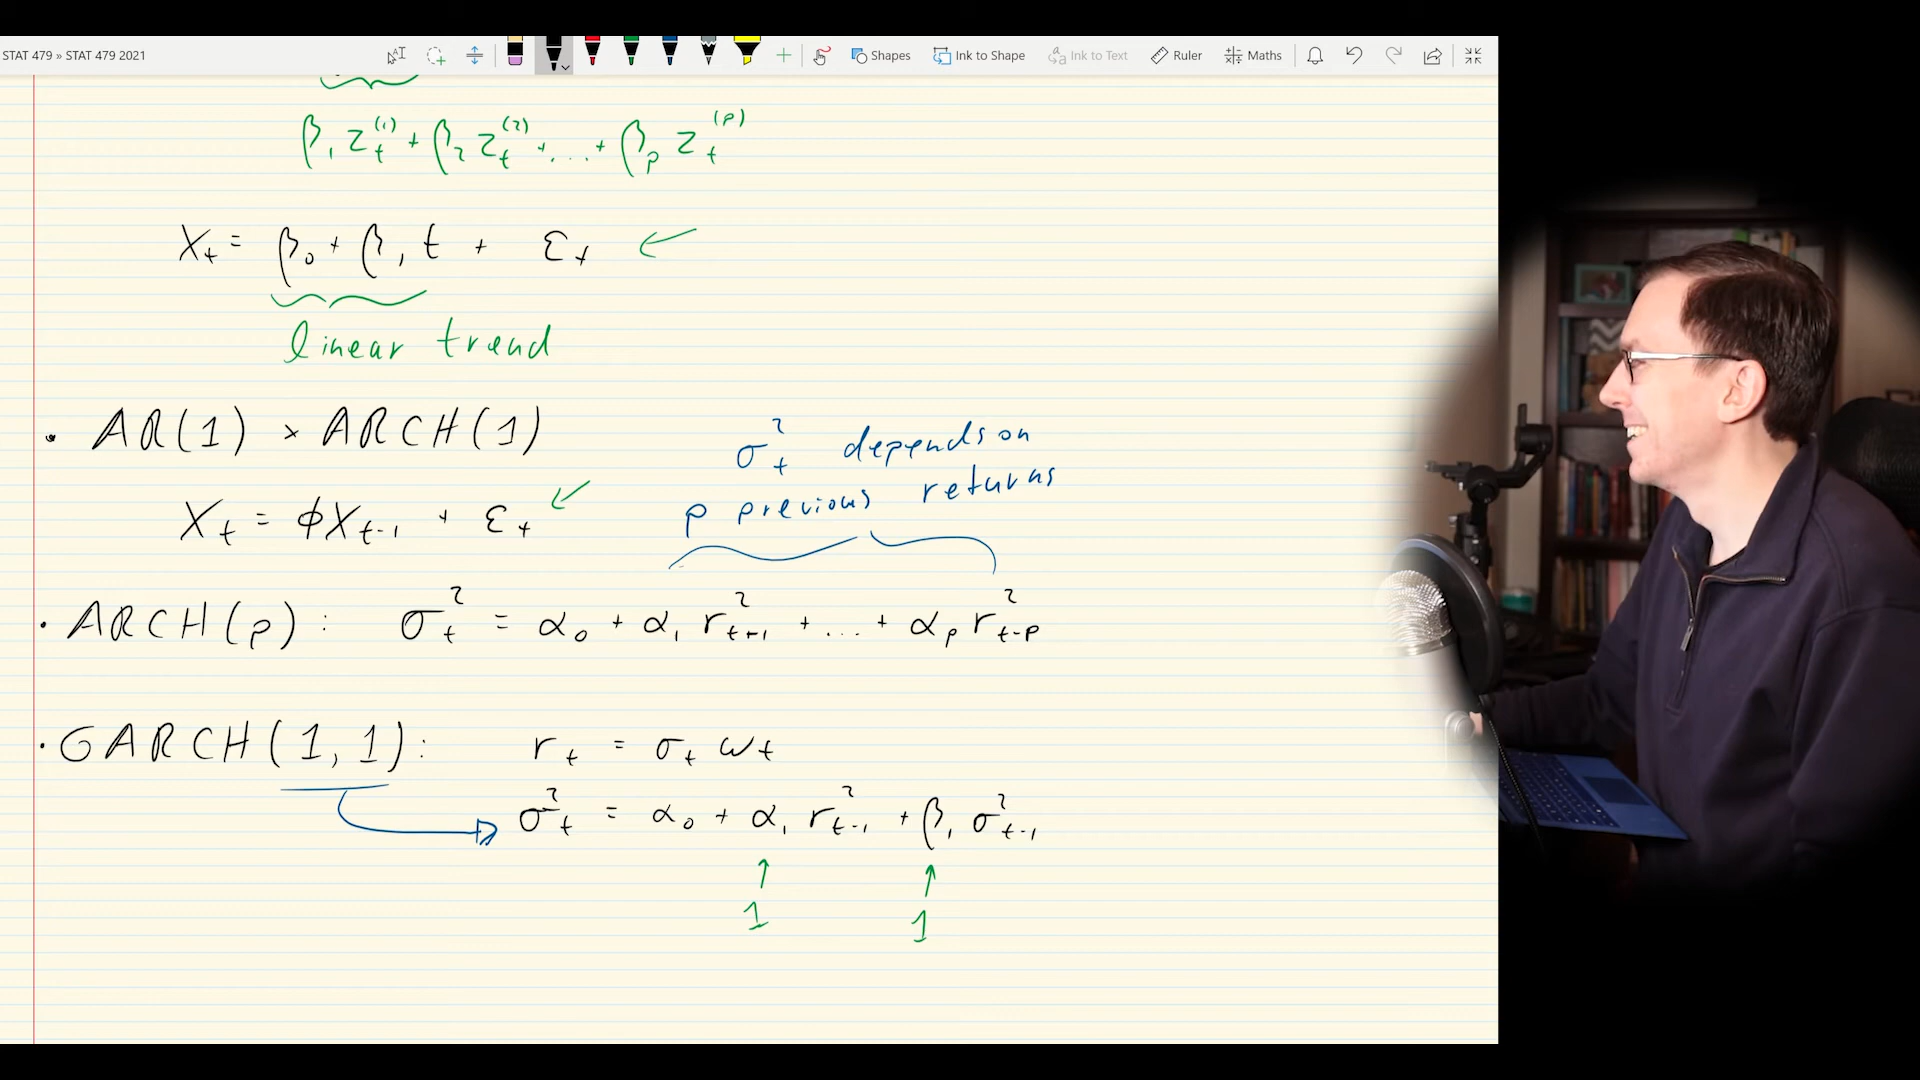 STAT 479 » STAT 479 2021
Shapes Ink to Shape Ink to Text Ruler Maths
β₁ z_t^(1) + β₂ z_t^(2) + ... + β_p z_t^(p)
X_t = β₀ + β₁ t + ε_t
linear trend
• AR(1) × ARCH(1)
σ_t² depends on
p previous returns
X_t = ϕX_{t-1} + ε_t
• ARCH(p): σ_t² = α₀ + α₁ r²_{t-1} + ... + α_p r²_{t-p}
• GARCH(1,1): r_t = σ_t ω_t
σ_t² = α₀ + α₁ r²_{t-1} + β₁ σ²_{t-1}
1 1